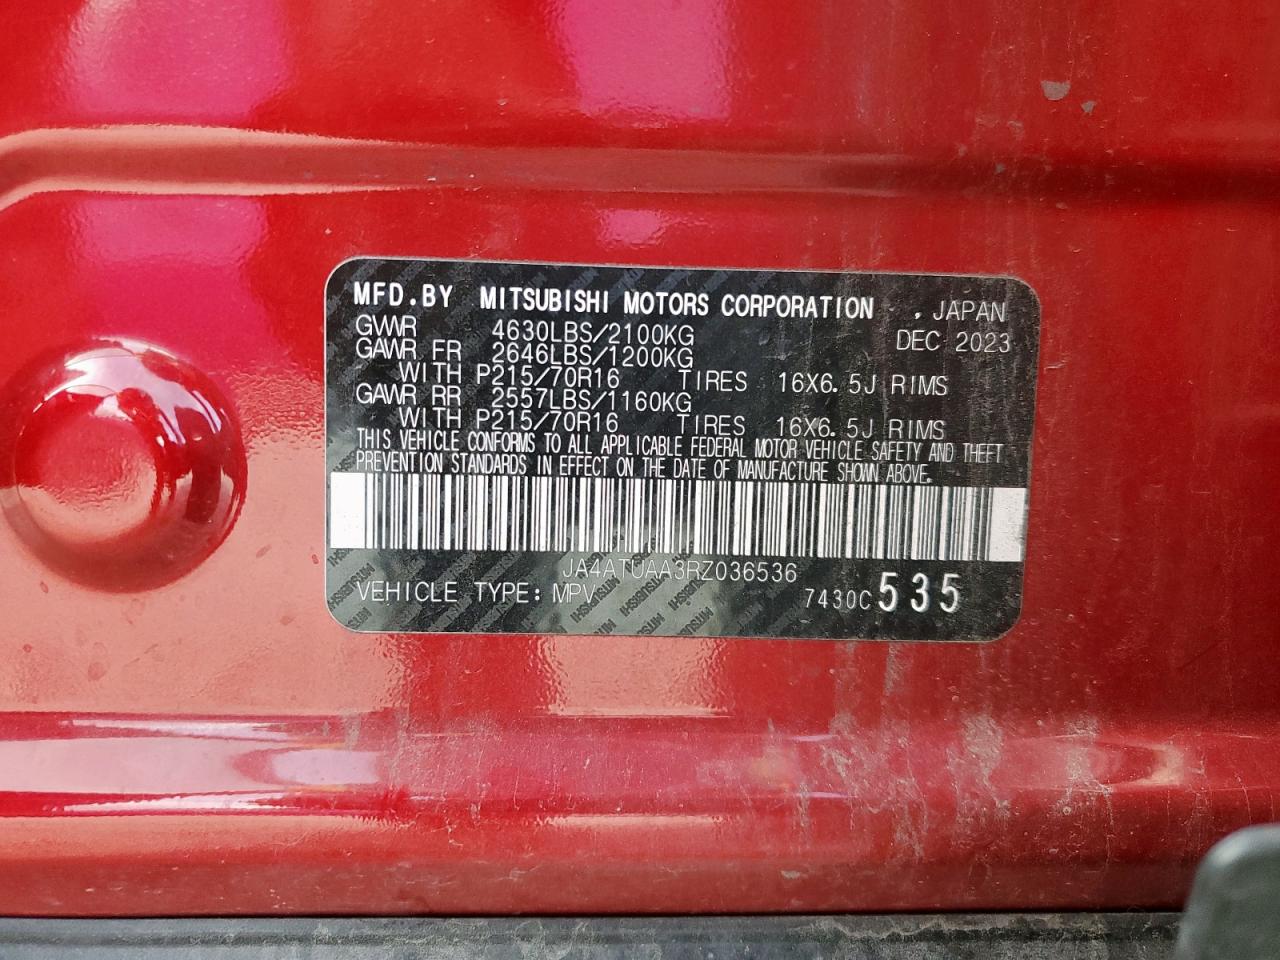 MFD.BY MITSUBISHI MOTORS CORPORATION , JAPAN
GVWR 4630LBS/2100KG DEC 2023
GAWR FR 2646LBS/1200KG
WITH P215/70R16 TIRES 16X6.5J RIMS
GAWR RR 2557LBS/1160KG
WITH P215/70R16 TIRES 16X6.5J RIMS
THIS VEHICLE CONFORMS TO ALL APPLICABLE FEDERAL MOTOR VEHICLE SAFETY AND THEFT
PREVENTION STANDARDS IN EFFECT ON THE DATE OF MANUFACTURE SHOWN ABOVE.
JA4ATUAA3RZ036536
VEHICLE TYPE: MPV 7430C 535